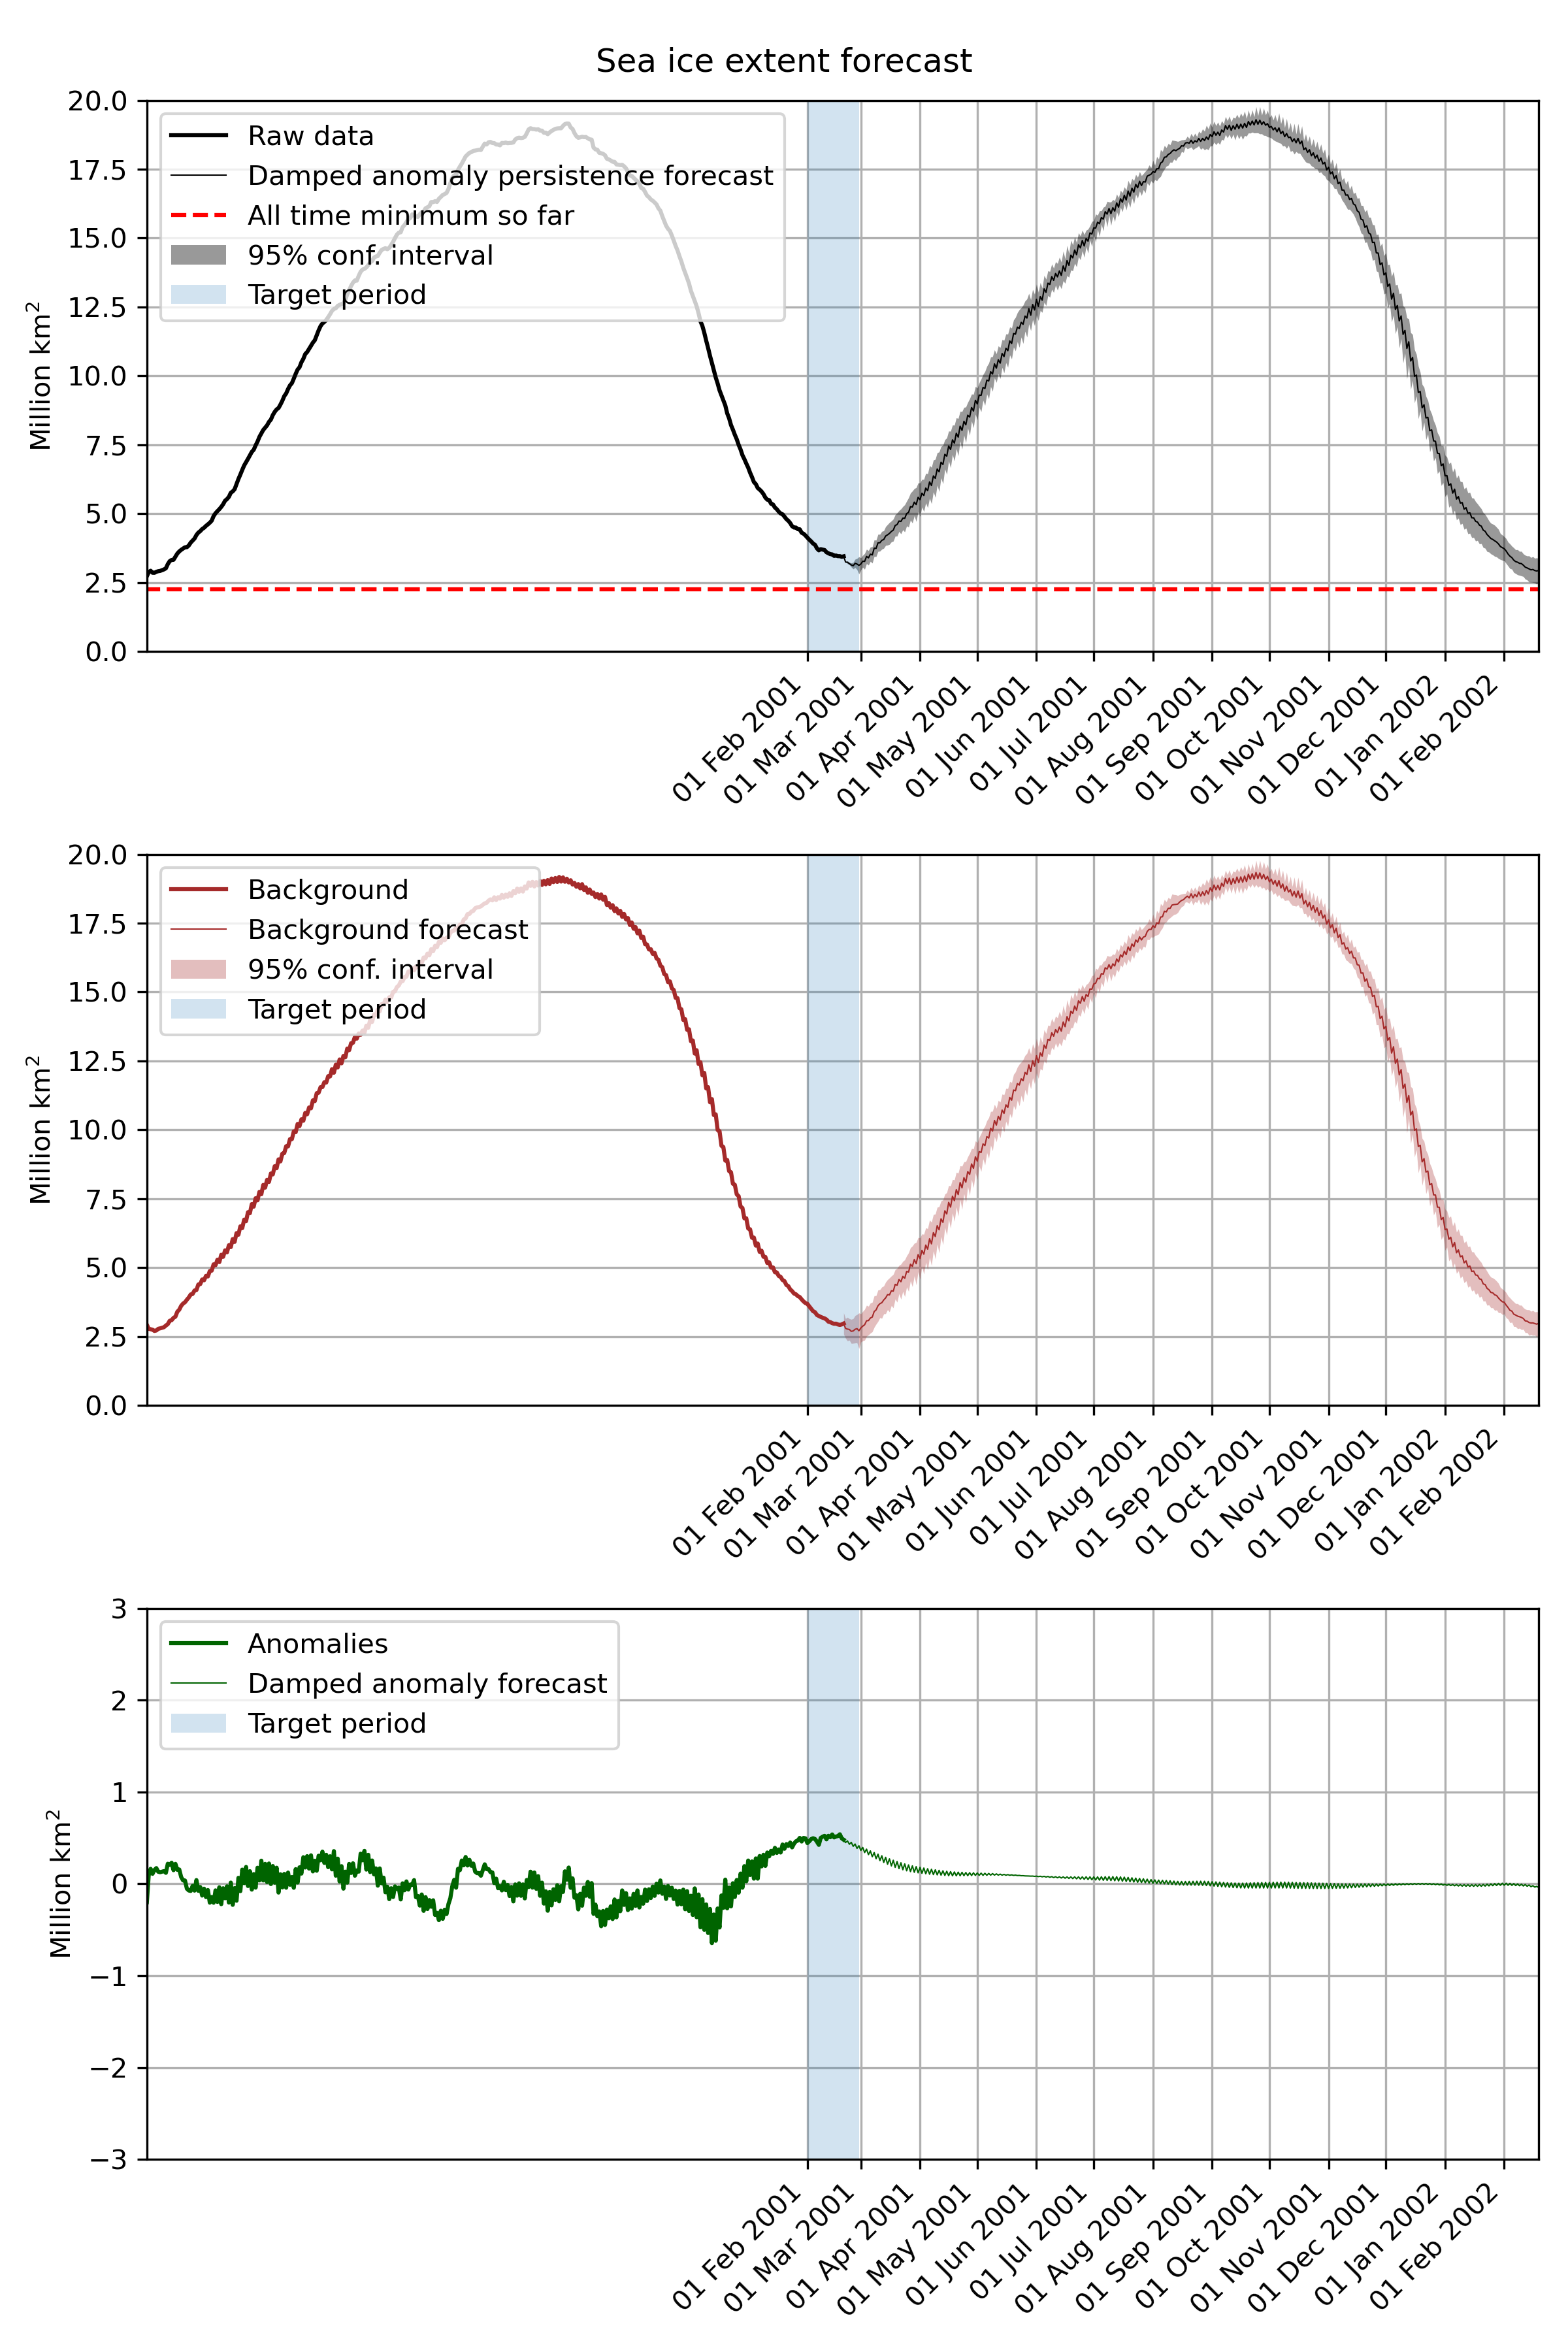 Sea ice extent forecast
20.0
17.5
15.0
12.5
10.0
7.5
5.0
2.5
0.0
Million km²
Raw data
Damped anomaly persistence forecast
All time minimum so far
95% conf. interval
Target period
01 Feb 2001
01 Mar 2001
01 Apr 2001
01 May 2001
01 Jun 2001
01 Jul 2001
01 Aug 2001
01 Sep 2001
01 Oct 2001
01 Nov 2001
01 Dec 2001
01 Jan 2002
01 Feb 2002
20.0
17.5
15.0
12.5
10.0
7.5
5.0
2.5
0.0
Million km²
Background
Background forecast
95% conf. interval
Target period
01 Feb 2001
01 Mar 2001
01 Apr 2001
01 May 2001
01 Jun 2001
01 Jul 2001
01 Aug 2001
01 Sep 2001
01 Oct 2001
01 Nov 2001
01 Dec 2001
01 Jan 2002
01 Feb 2002
3
2
1
0
−1
−2
−3
Million km²
Anomalies
Damped anomaly forecast
Target period
01 Feb 2001
01 Mar 2001
01 Apr 2001
01 May 2001
01 Jun 2001
01 Jul 2001
01 Aug 2001
01 Sep 2001
01 Oct 2001
01 Nov 2001
01 Dec 2001
01 Jan 2002
01 Feb 2002